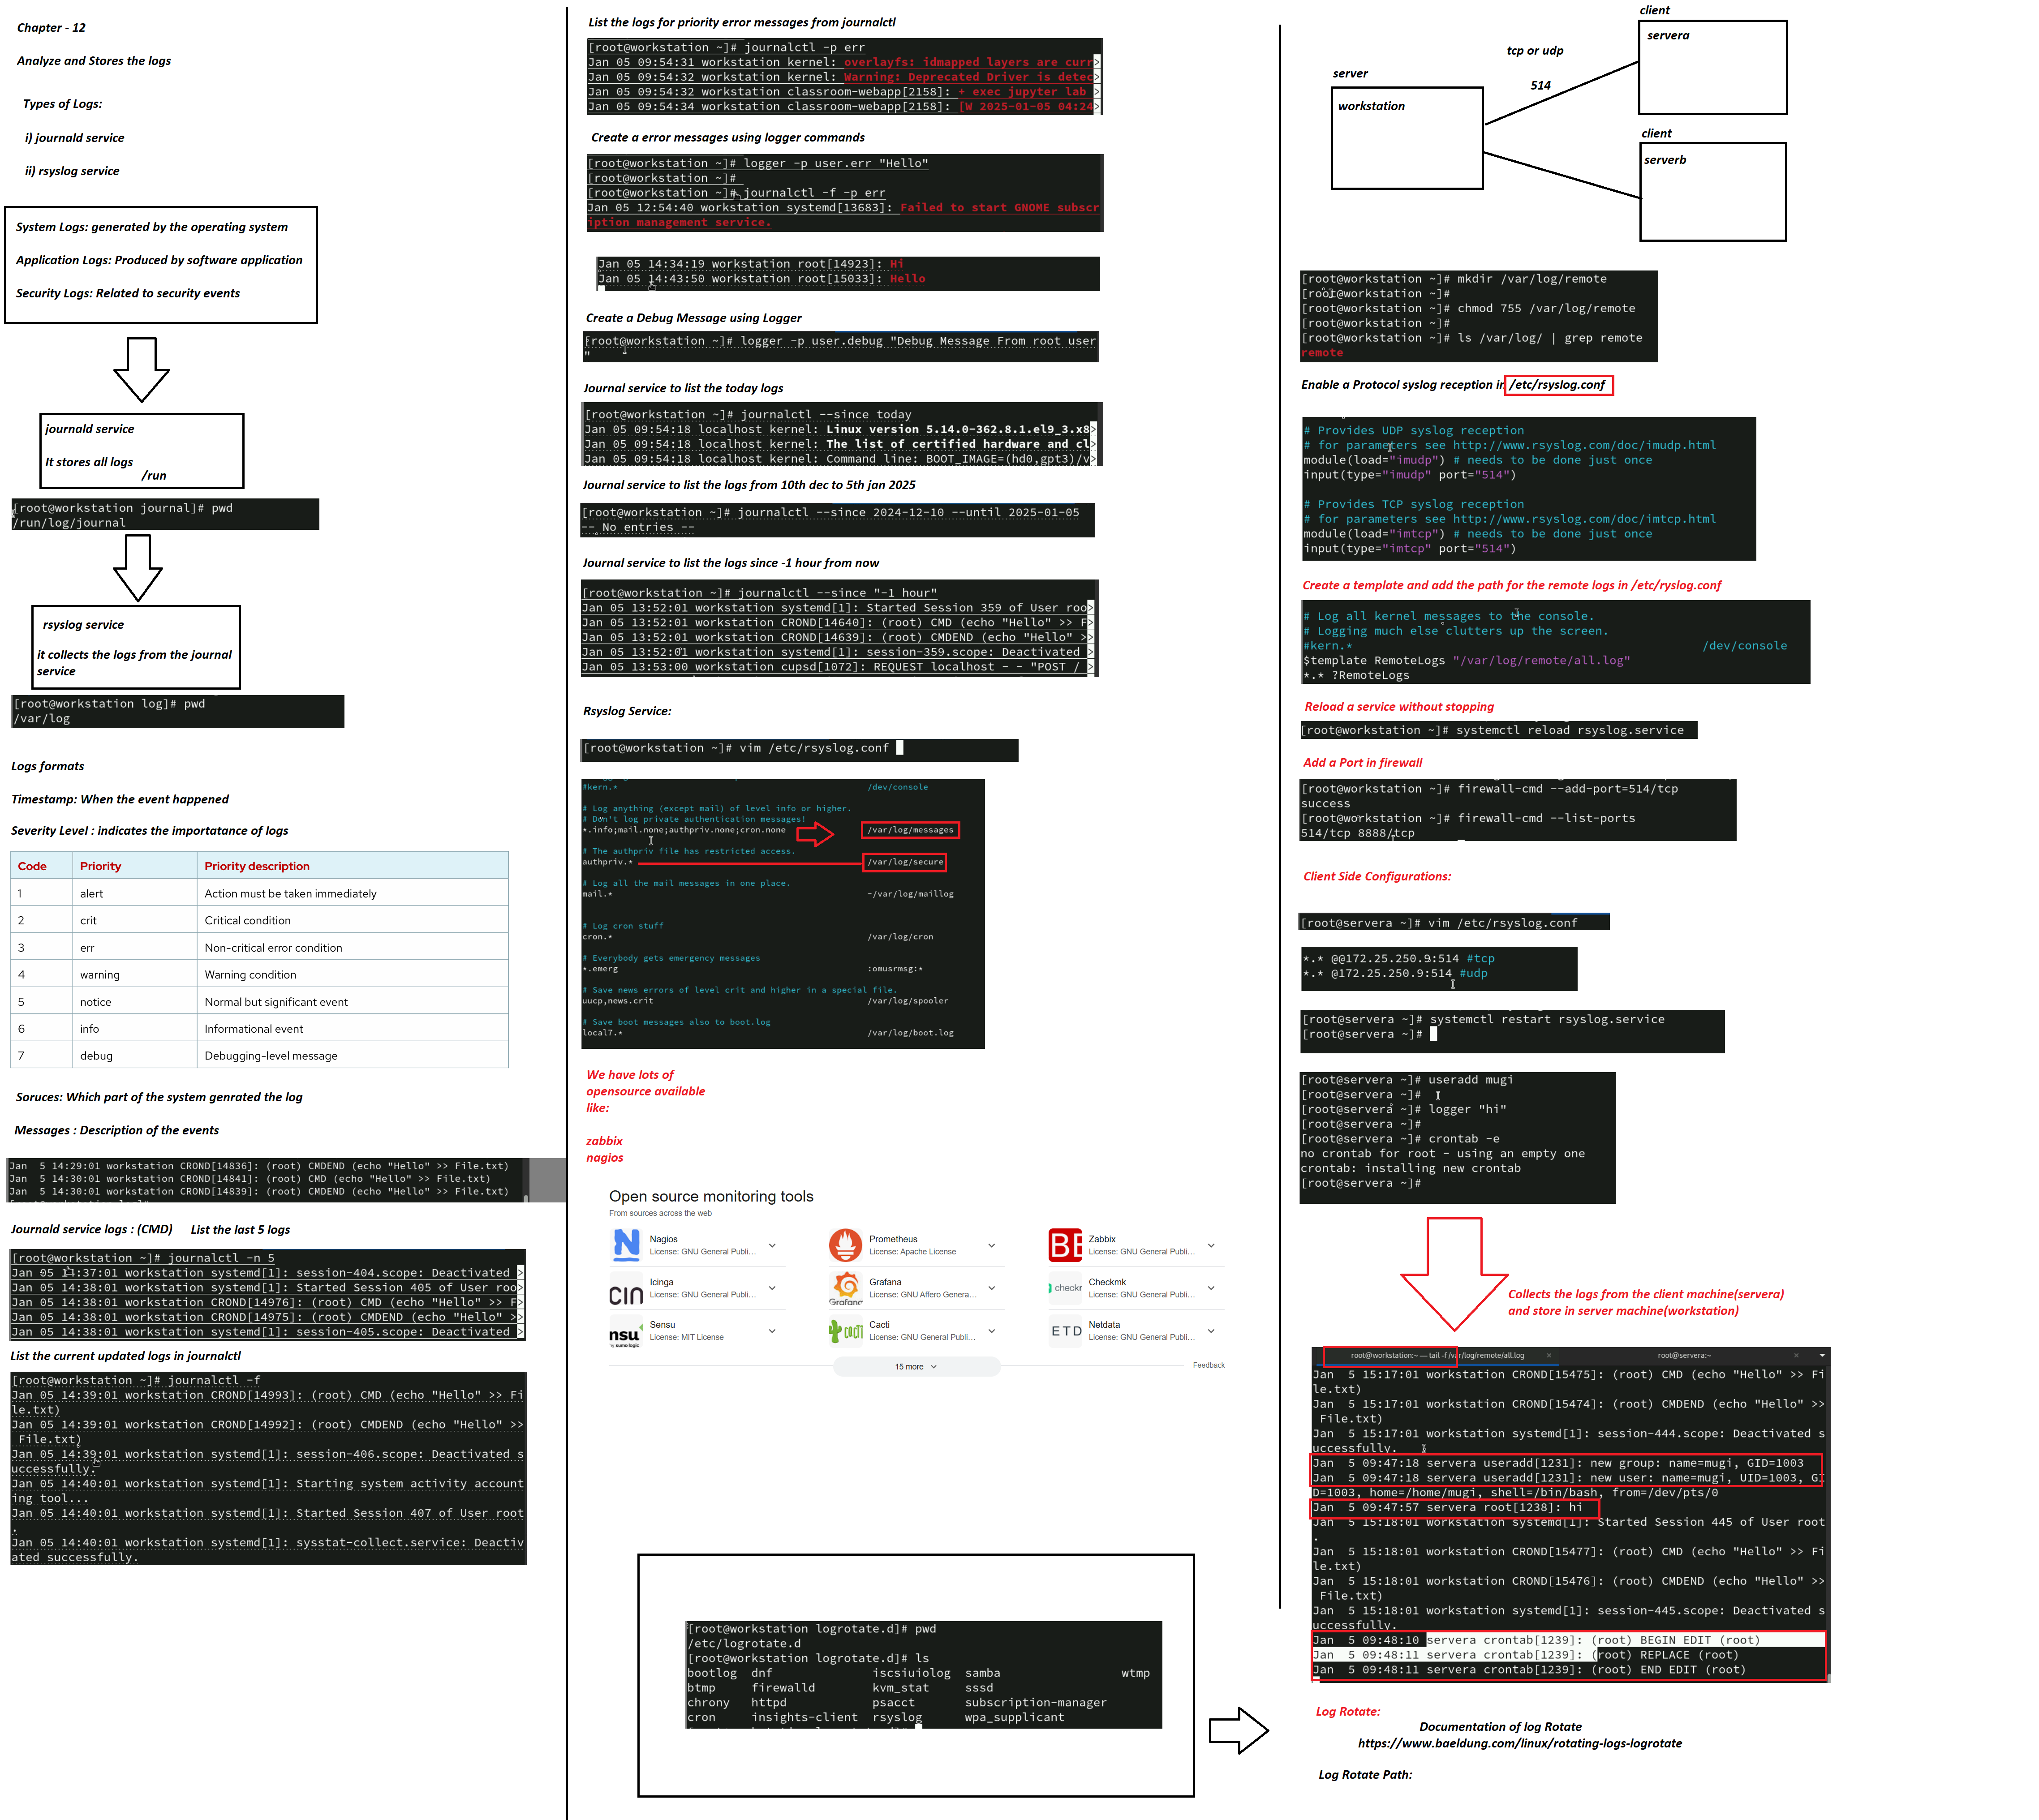 Chapter - 12
Analyze and Stores the logs
Types of Logs:
i) journald service
ii) rsyslog service
System Logs: generated by the operating system
Application Logs: Produced by software application
Security Logs: Related to security events
journald service
It stores all logs
/run
[root@workstation journal]# pwd
/run/log/journal
rsyslog service
it collects the logs from the journal
service
[root@workstation log]# pwd
/var/log
Logs formats
Timestamp: When the event happened
Severity Level : indicates the importatance of logs
Code Priority Priority description
1 alert Action must be taken immediately
2 crit Critical condition
3 err Non-critical error condition
4 warning Warning condition
5 notice Normal but significant event
6 info Informational event
7 debug Debugging-level message
Soruces: Which part of the system genrated the log
Messages : Description of the events
Jan  5 14:29:01 workstation CROND[14836]: (root) CMDEND (echo "Hello" >> File.txt)
Jan  5 14:30:01 workstation CROND[14841]: (root) CMD (echo "Hello" >> File.txt)
Jan  5 14:30:01 workstation CROND[14839]: (root) CMDEND (echo "Hello" >> File.txt)
Journald service logs : (CMD) List the last 5 logs
[root@workstation ~]# journalctl -n 5
Jan 05 14:37:01 workstation systemd[1]: session-404.scope: Deactivated >
Jan 05 14:38:01 workstation systemd[1]: Started Session 405 of User roo>
Jan 05 14:38:01 workstation CROND[14976]: (root) CMD (echo "Hello" >> F>
Jan 05 14:38:01 workstation CROND[14975]: (root) CMDEND (echo "Hello" >
Jan 05 14:38:01 workstation systemd[1]: session-405.scope: Deactivated >
List the current updated logs in journalctl
[root@workstation ~]# journalctl -f
Jan 05 14:39:01 workstation CROND[14993]: (root) CMD (echo "Hello" >> Fi
le.txt)
Jan 05 14:39:01 workstation CROND[14992]: (root) CMDEND (echo "Hello" >>
File.txt)
Jan 05 14:39:01 workstation systemd[1]: session-406.scope: Deactivated s
uccessfully.
Jan 05 14:40:01 workstation systemd[1]: Starting system activity account
ing tool...
Jan 05 14:40:01 workstation systemd[1]: Started Session 407 of User root
.
Jan 05 14:40:01 workstation systemd[1]: sysstat-collect.service: Deactiv
ated successfully.
List the logs for priority error messages from journalctl
[root@workstation ~]# journalctl -p err
Jan 05 09:54:31 workstation kernel: overlayfs: idmapped layers are curr>
Jan 05 09:54:32 workstation kernel: Warning: Deprecated Driver is detec>
Jan 05 09:54:32 workstation classroom-webapp[2158]: + exec jupyter lab >
Jan 05 09:54:34 workstation classroom-webapp[2158]: [W 2025-01-05 04:24>
Create a error messages using logger commands
[root@workstation ~]# logger -p user.err "Hello"
[root@workstation ~]#
[root@workstation ~]# journalctl -f -p err
Jan 05 12:54:40 workstation systemd[13683]: Failed to start GNOME subscr
iption management service.
Jan 05 14:34:19 workstation root[14923]: Hi
Jan 05 14:43:50 workstation root[15033]: Hello
Create a Debug Message using Logger
[root@workstation ~]# logger -p user.debug "Debug Message From root user
"
Journal service to list the today logs
[root@workstation ~]# journalctl --since today
Jan 05 09:54:18 localhost kernel: Linux version 5.14.0-362.8.1.el9_3.x8>
Jan 05 09:54:18 localhost kernel: The list of certified hardware and cl>
Jan 05 09:54:18 localhost kernel: Command line: BOOT_IMAGE=(hd0,gpt3)/v>
Journal service to list the logs from 10th dec to 5th jan 2025
[root@workstation ~]# journalctl --since 2024-12-10 --until 2025-01-05
-- No entries --
Journal service to list the logs since -1 hour from now
[root@workstation ~]# journalctl --since "-1 hour"
Jan 05 13:52:01 workstation systemd[1]: Started Session 359 of User roo>
Jan 05 13:52:01 workstation CROND[14640]: (root) CMD (echo "Hello" >> F>
Jan 05 13:52:01 workstation CROND[14639]: (root) CMDEND (echo "Hello" >
Jan 05 13:52:01 workstation systemd[1]: session-359.scope: Deactivated >
Jan 05 13:53:00 workstation cupsd[1072]: REQUEST localhost - - "POST / >
Rsyslog Service:
[root@workstation ~]# vim /etc/rsyslog.conf
#kern.* /dev/console
# Log anything (except mail) of level info or higher.
# Don't log private authentication messages!
*.info;mail.none;authpriv.none;cron.none /var/log/messages
# The authpriv file has restricted access.
authpriv.* /var/log/secure
# Log all the mail messages in one place.
mail.* -/var/log/maillog
# Log cron stuff
cron.* /var/log/cron
# Everybody gets emergency messages
*.emerg :omusrmsg:*
# Save news errors of level crit and higher in a special file.
uucp,news.crit /var/log/spooler
# Save boot messages also to boot.log
local7.* /var/log/boot.log
We have lots of
opensource available
like:
zabbix
nagios
Open source monitoring tools
From sources across the web
Nagios
License: GNU General Publi...
Prometheus
License: Apache License
Zabbix
License: GNU General Publi...
Icinga
License: GNU General Publi...
Grafana
License: GNU Affero Genera...
Checkmk
License: GNU General Publi...
Sensu
License: MIT License
Cacti
License: GNU General Publi...
Netdata
License: GNU General Publi...
15 more
Feedback
[root@workstation logrotate.d]# pwd
/etc/logrotate.d
[root@workstation logrotate.d]# ls
bootlog dnf iscsiuiolog samba wtmp
btmp firewalld kvm_stat sssd
chrony httpd psacct subscription-manager
cron insights-client rsyslog wpa_supplicant
client
servera
tcp or udp
514
server
workstation
client
serverb
[root@workstation ~]# mkdir /var/log/remote
[root@workstation ~]#
[root@workstation ~]# chmod 755 /var/log/remote
[root@workstation ~]#
[root@workstation ~]# ls /var/log/ | grep remote
remote
Enable a Protocol syslog reception in /etc/rsyslog.conf
# Provides UDP syslog reception
# for parameters see http://www.rsyslog.com/doc/imudp.html
module(load="imudp") # needs to be done just once
input(type="imudp" port="514")
# Provides TCP syslog reception
# for parameters see http://www.rsyslog.com/doc/imtcp.html
module(load="imtcp") # needs to be done just once
input(type="imtcp" port="514")
Create a template and add the path for the remote logs in /etc/ryslog.conf
# Log all kernel messages to the console.
# Logging much else clutters up the screen.
#kern.* /dev/console
$template RemoteLogs "/var/log/remote/all.log"
*.* ?RemoteLogs
Reload a service without stopping
[root@workstation ~]# systemctl reload rsyslog.service
Add a Port in firewall
[root@workstation ~]# firewall-cmd --add-port=514/tcp
success
[root@workstation ~]# firewall-cmd --list-ports
514/tcp 8888/tcp
Client Side Configurations:
[root@servera ~]# vim /etc/rsyslog.conf
*.* @@172.25.250.9:514 #tcp
*.* @172.25.250.9:514 #udp
[root@servera ~]# systemctl restart rsyslog.service
[root@servera ~]#
[root@servera ~]# useradd mugi
[root@servera ~]#
[root@servera ~]# logger "hi"
[root@servera ~]#
[root@servera ~]# crontab -e
no crontab for root - using an empty one
crontab: installing new crontab
[root@servera ~]#
Collects the logs from the client machine(servera)
and store in server machine(workstation)
root@workstation:~ — tail -f /var/log/remote/all.log root@servera:~
Jan  5 15:17:01 workstation CROND[15475]: (root) CMD (echo "Hello" >> Fi
le.txt)
Jan  5 15:17:01 workstation CROND[15474]: (root) CMDEND (echo "Hello" >>
File.txt)
Jan  5 15:17:01 workstation systemd[1]: session-444.scope: Deactivated s
uccessfully.
Jan  5 09:47:18 servera useradd[1231]: new group: name=mugi, GID=1003
Jan  5 09:47:18 servera useradd[1231]: new user: name=mugi, UID=1003, GI
D=1003, home=/home/mugi, shell=/bin/bash, from=/dev/pts/0
Jan  5 09:47:57 servera root[1238]: hi
Jan  5 15:18:01 workstation systemd[1]: Started Session 445 of User root
.
Jan  5 15:18:01 workstation CROND[15477]: (root) CMD (echo "Hello" >> Fi
le.txt)
Jan  5 15:18:01 workstation CROND[15476]: (root) CMDEND (echo "Hello" >>
File.txt)
Jan  5 15:18:01 workstation systemd[1]: session-445.scope: Deactivated s
uccessfully.
Jan  5 09:48:10 servera crontab[1239]: (root) BEGIN EDIT (root)
Jan  5 09:48:11 servera crontab[1239]: (root) REPLACE (root)
Jan  5 09:48:11 servera crontab[1239]: (root) END EDIT (root)
Log Rotate:
Documentation of log Rotate
https://www.baeldung.com/linux/rotating-logs-logrotate
Log Rotate Path: